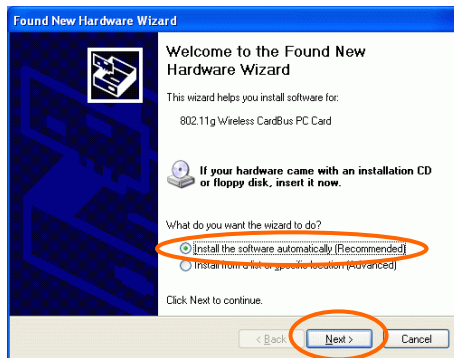 Found New Hardware Wizard
Welcome to the Found New
Hardware Wizard
This wizard helps you install software for:
802.11g Wireless CardBus PC Card
If your hardware came with an installation CD
or floppy disk, insert it now.
What do you want the wizard to do?
Install the software automatically (Recommended)
Install from a list or specific location (Advanced)
Click Next to continue.
< Back
Next >
Cancel